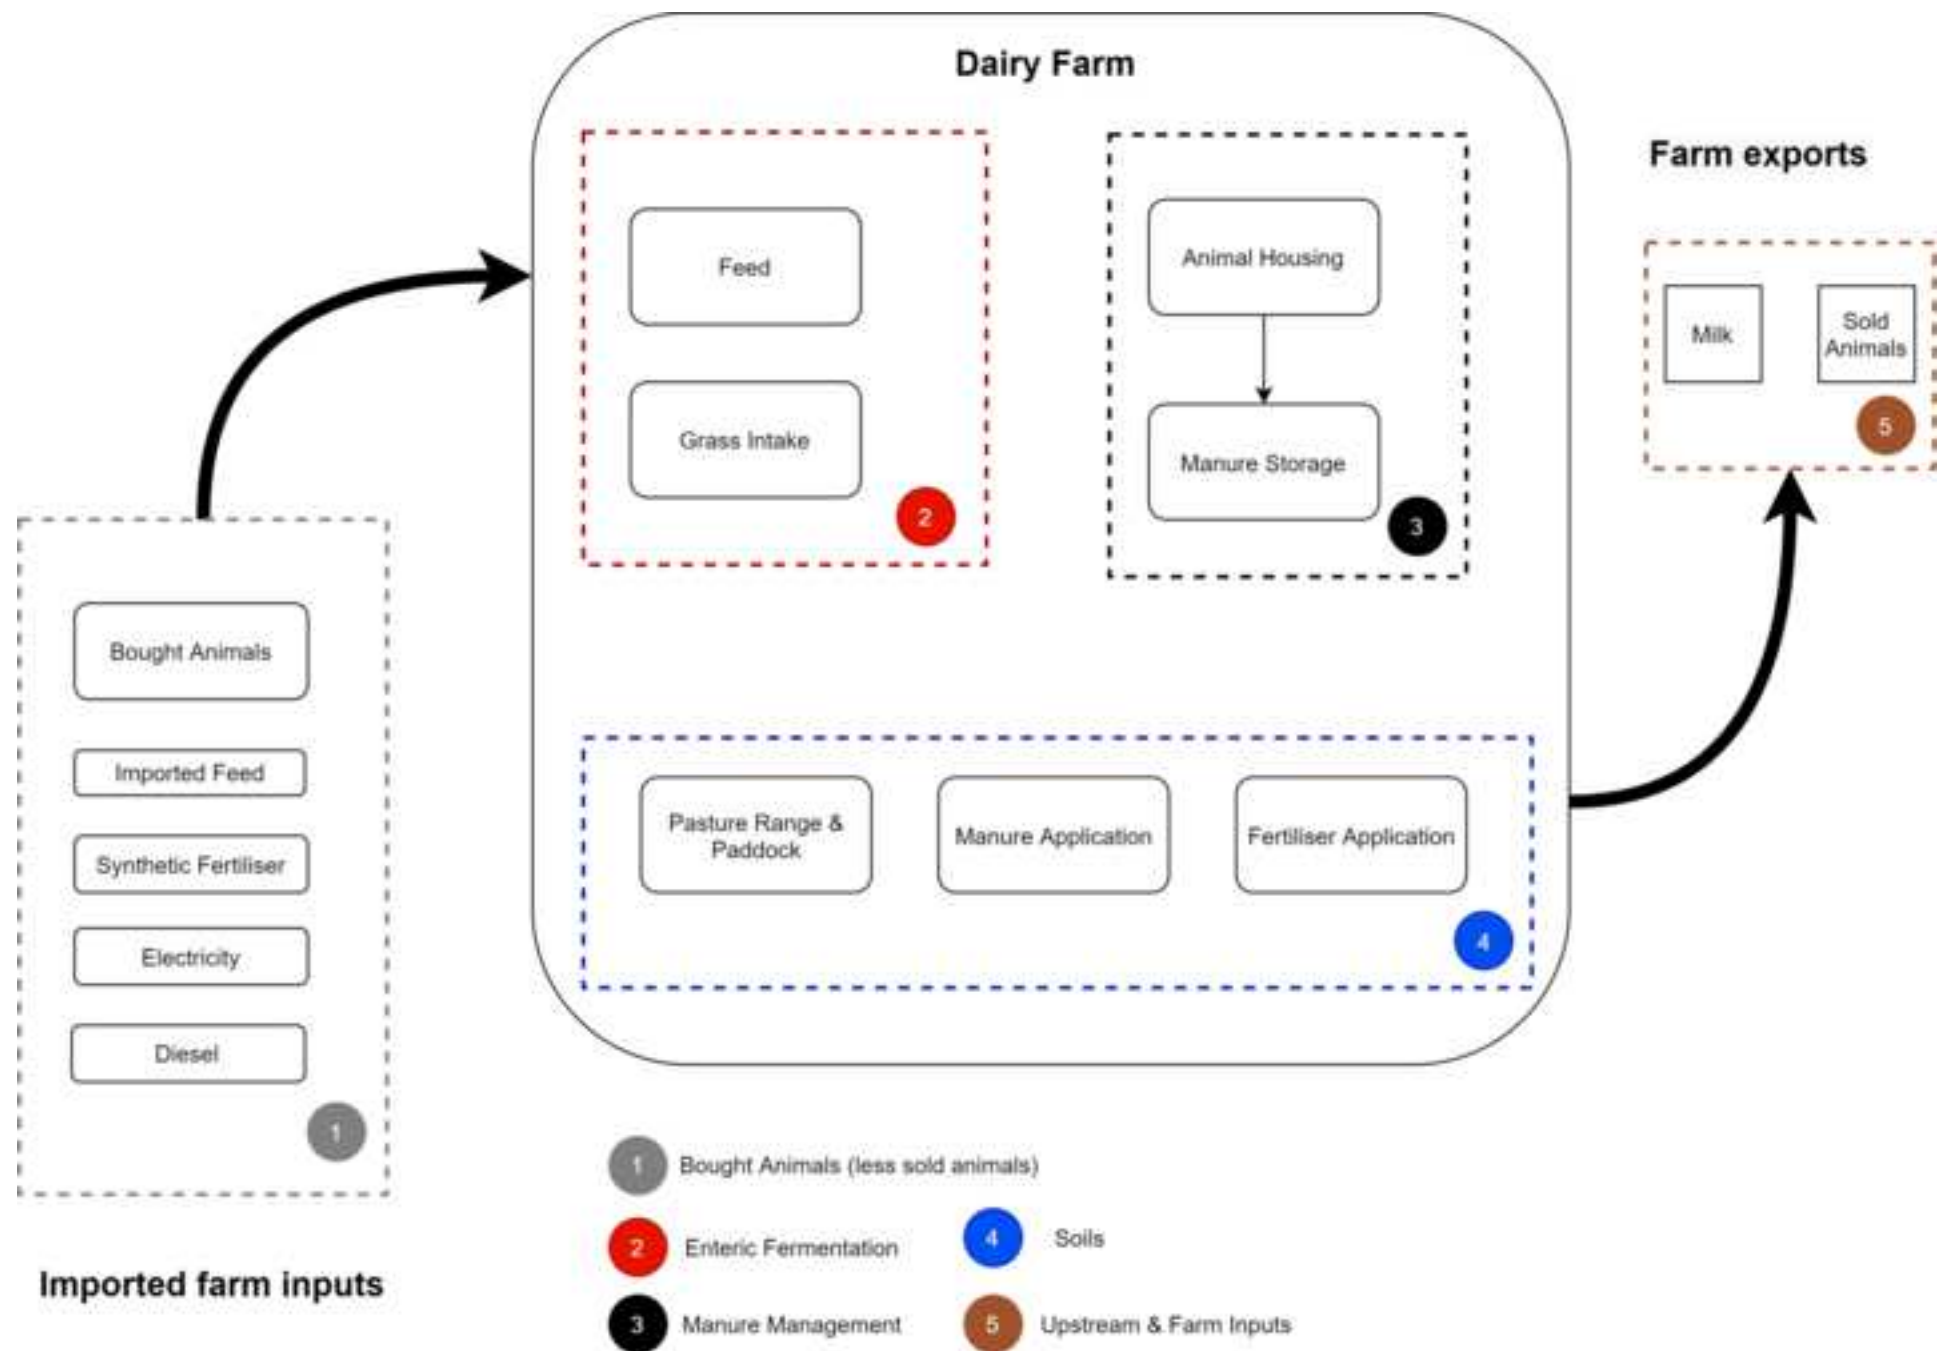 Dairy Farm
Feed
Grass Intake
2
Animal Housing
Manure Storage
3
Farm exports
Milk
Sold
Animals
5
Bought Animals
Imported Feed
Synthetic Fertiliser
Electricity
Diesel
1
Imported farm inputs
Pasture Range &
Paddock
Manure Application
Fertiliser Application
4
1 Bought Animals (less sold animals)
2 Enteric Fermentation
3 Manure Management
4 Soils
5 Upstream & Farm Inputs